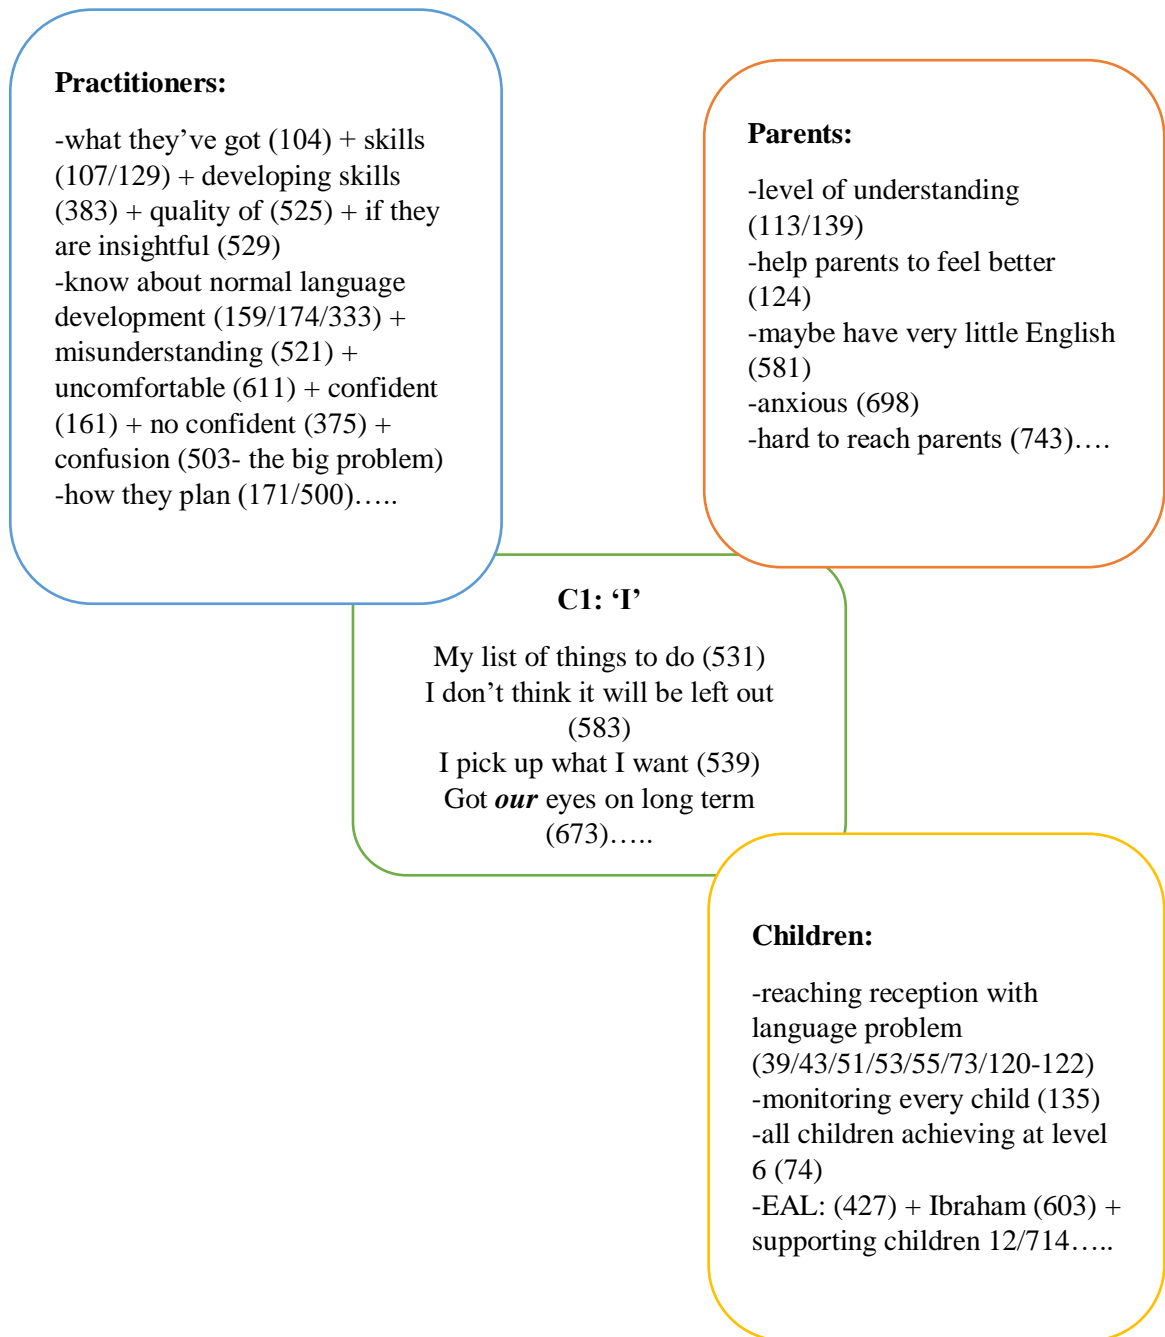 Practitioners:
-what they’ve got (104) + skills
(107/129) + developing skills
(383) + quality of (525) + if they
are insightful (529)
-know about normal language
development (159/174/333) +
misunderstanding (521) +
uncomfortable (611) + confident
(161) + no confident (375) +
confusion (503- the big problem)
-how they plan (171/500)…..
Parents:
-level of understanding
(113/139)
-help parents to feel better
(124)
-maybe have very little English
(581)
-anxious (698)
-hard to reach parents (743)….
C1: ‘I’
My list of things to do (531)
I don’t think it will be left out
(583)
I pick up what I want (539)
Got our eyes on long term
(673)…..
Children:
-reaching reception with
language problem
(39/43/51/53/55/73/120-122)
-monitoring every child (135)
-all children achieving at level
6 (74)
-EAL: (427) + Ibraham (603) +
supporting children 12/714…..